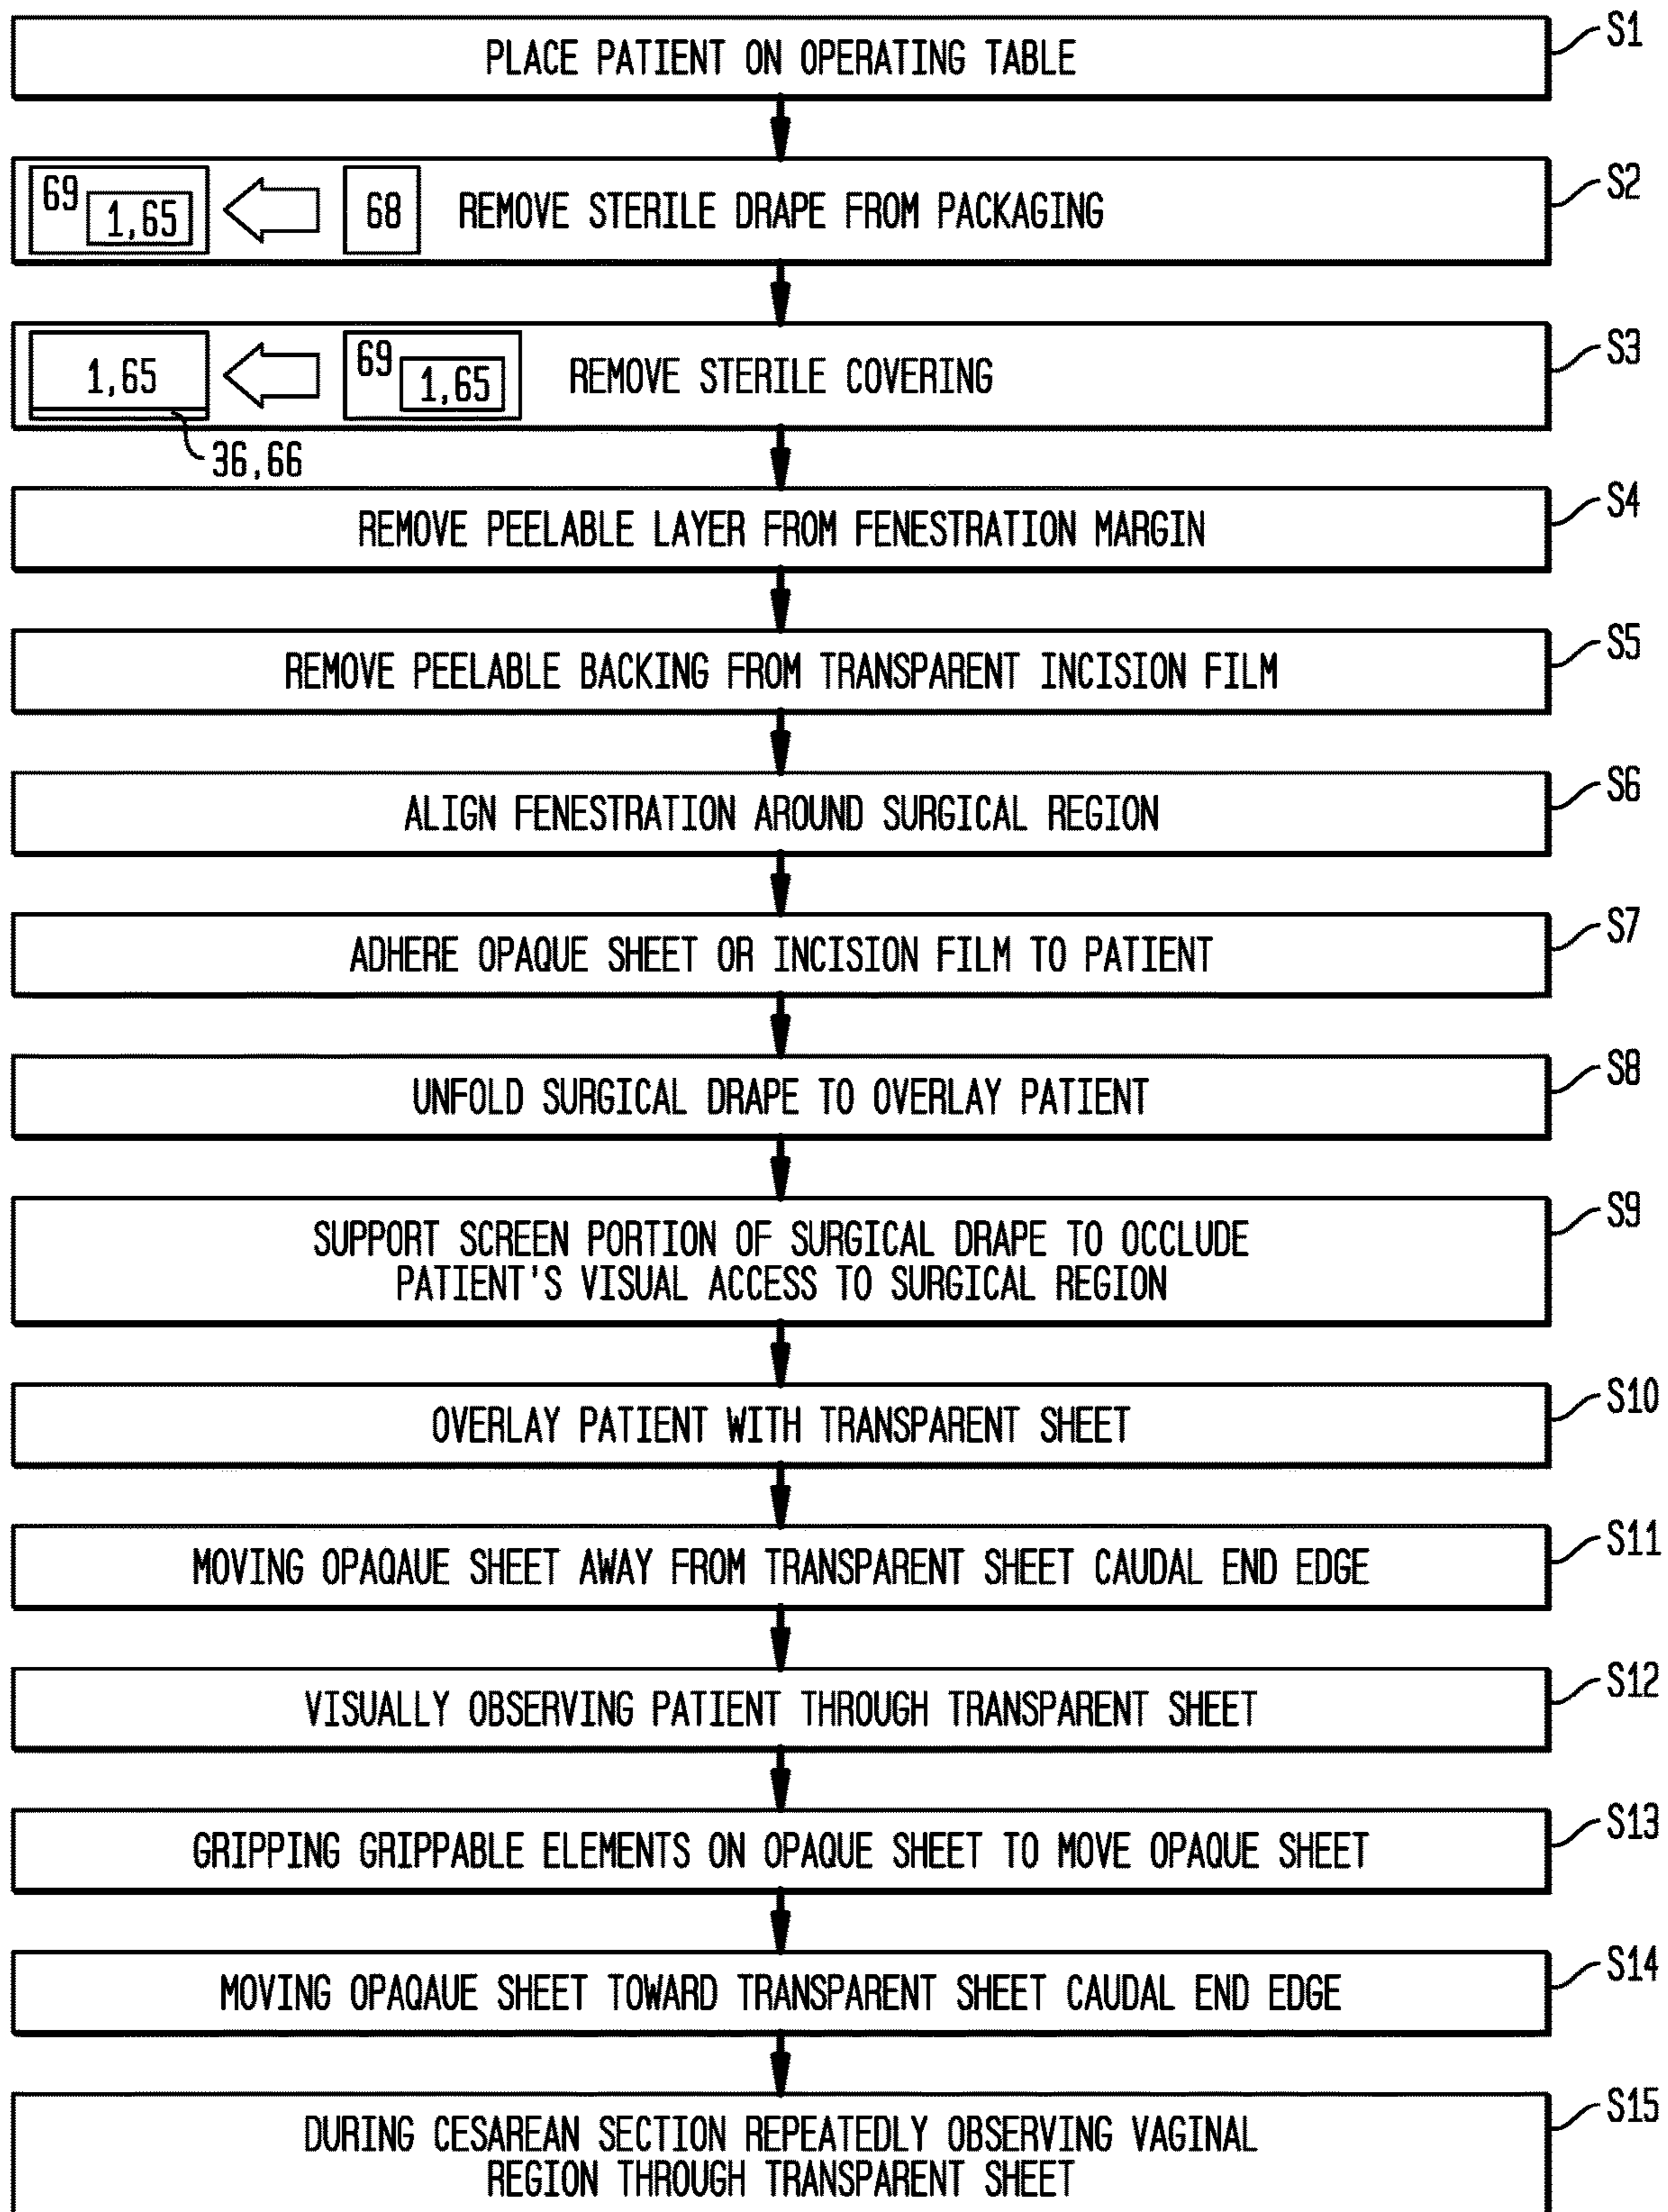 PLACE PATIENT ON OPERATING TABLE
S1
69
1,65
68
REMOVE STERILE DRAPE FROM PACKAGING
S2
1,65
69
1,65
REMOVE STERILE COVERING
S3
36,66
REMOVE PEELABLE LAYER FROM FENESTRATION MARGIN
S4
REMOVE PEELABLE BACKING FROM TRANSPARENT INCISION FILM
S5
ALIGN FENESTRATION AROUND SURGICAL REGION
S6
ADHERE OPAQUE SHEET OR INCISION FILM TO PATIENT
S7
UNFOLD SURGICAL DRAPE TO OVERLAY PATIENT
S8
SUPPORT SCREEN PORTION OF SURGICAL DRAPE TO OCCLUDE
PATIENT'S VISUAL ACCESS TO SURGICAL REGION
S9
OVERLAY PATIENT WITH TRANSPARENT SHEET
S10
MOVING OPAQAUE SHEET AWAY FROM TRANSPARENT SHEET CAUDAL END EDGE
S11
VISUALLY OBSERVING PATIENT THROUGH TRANSPARENT SHEET
S12
GRIPPING GRIPPABLE ELEMENTS ON OPAQUE SHEET TO MOVE OPAQUE SHEET
S13
MOVING OPAQAUE SHEET TOWARD TRANSPARENT SHEET CAUDAL END EDGE
S14
DURING CESAREAN SECTION REPEATEDLY OBSERVING VAGINAL
REGION THROUGH TRANSPARENT SHEET
S15